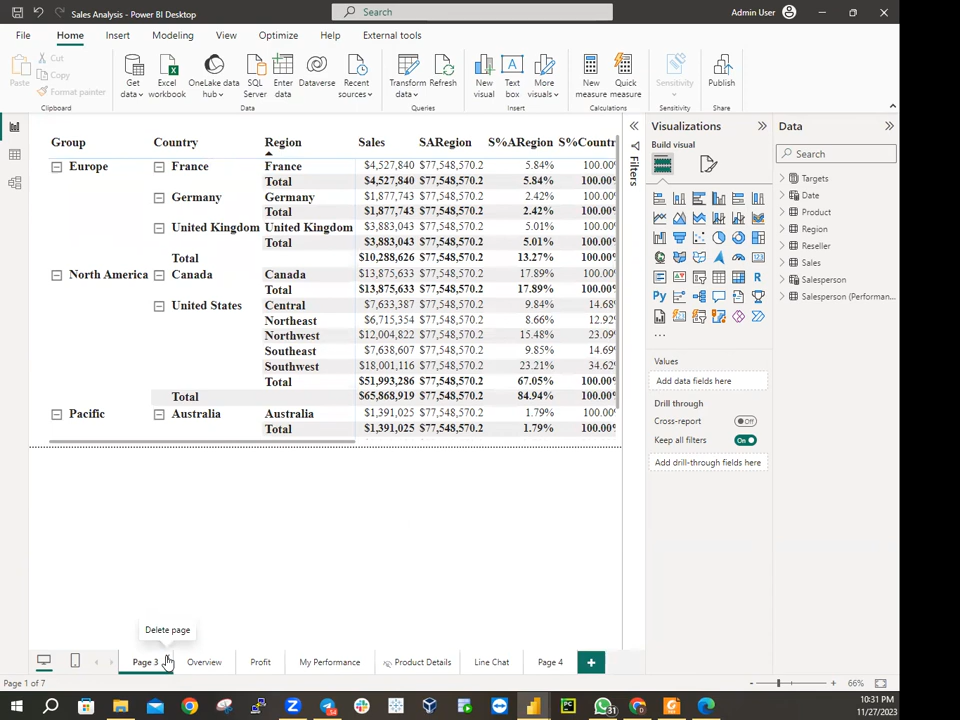 Sales Analysis - Power BI Desktop
Search
Admin User
File
Home
Insert
Modeling
View
Optimize
Help
External tools
Paste
Cut
Copy
Format painter
Clipboard
Get data
Excel workbook
OneLake data hub
SQL Server
Enter data
Dataverse
Recent sources
Data
Transform data
Refresh
Queries
New visual
Text box
More visuals
Insert
New measure
Quick measure
Calculations
Sensitivity
Sensitivity
Publish
Share
Group Country Region Sales SARegion S%ARegion S%Countr
Europe France France $4,527,840 $77,548,570.2 5.84% 100.00%
Total $4,527,840 $77,548,570.2 5.84% 100.00%
Germany Germany $1,877,743 $77,548,570.2 2.42% 100.00%
Total $1,877,743 $77,548,570.2 2.42% 100.00%
United Kingdom United Kingdom $3,883,043 $77,548,570.2 5.01% 100.00%
Total $3,883,043 $77,548,570.2 5.01% 100.00%
Total $10,288,626 $77,548,570.2 13.27% 100.00%
North America Canada Canada $13,875,633 $77,548,570.2 17.89% 100.00%
Total $13,875,633 $77,548,570.2 17.89% 100.00%
United States Central $7,633,387 $77,548,570.2 9.84% 14.68%
Northeast $6,715,354 $77,548,570.2 8.66% 12.92%
Northwest $12,004,822 $77,548,570.2 15.48% 23.09%
Southeast $7,638,607 $77,548,570.2 9.85% 14.69%
Southwest $18,001,116 $77,548,570.2 23.21% 34.62%
Total $51,993,286 $77,548,570.2 67.05% 100.00%
Total $65,868,919 $77,548,570.2 84.94% 100.00%
Pacific Australia Australia $1,391,025 $77,548,570.2 1.79% 100.00%
Total $1,391,025 $77,548,570.2 1.79% 100.00%
Filters
Visualizations
Build visual
Values
Add data fields here
Drill through
Cross-report
Off
Keep all filters
On
Add drill-through fields here
Data
Search
Targets
Date
Product
Region
Reseller
Sales
Salesperson
Salesperson (Performan...
Delete page
Page 3
Overview
Profit
My Performance
Product Details
Line Chat
Page 4
Page 1 of 7
66%
10:31 PM
11/27/2023